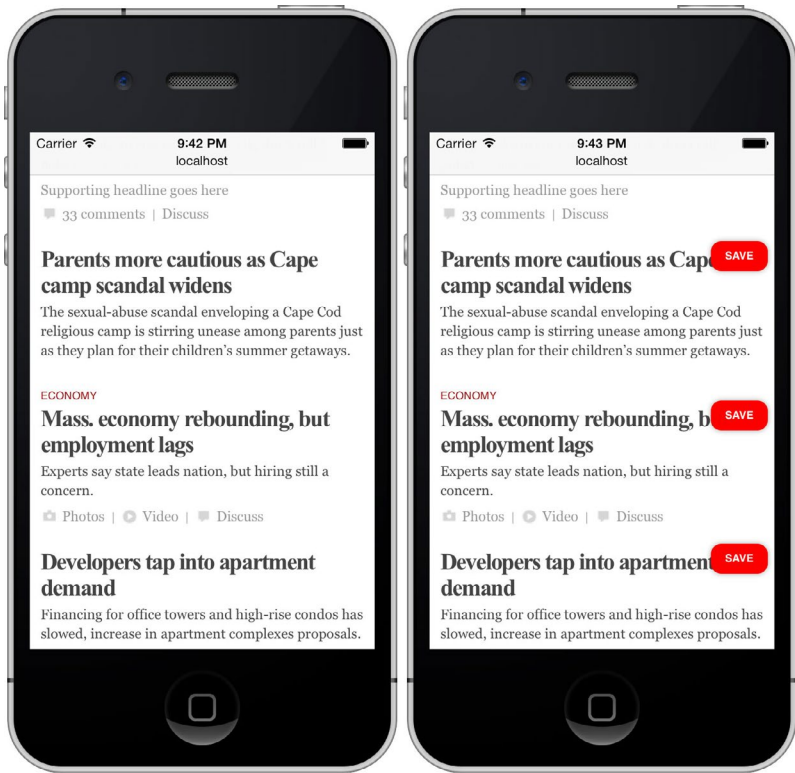 Carrier 9:42 PM
localhost
Supporting headline goes here
33 comments | Discuss
Parents more cautious as Cape
camp scandal widens
The sexual-abuse scandal enveloping a Cape Cod
religious camp is stirring unease among parents just
as they plan for their children’s summer getaways.
ECONOMY
Mass. economy rebounding, but
employment lags
Experts say state leads nation, but hiring still a
concern.
Photos | Video | Discuss
Developers tap into apartment
demand
Financing for office towers and high-rise condos has
slowed, increase in apartment complexes proposals.
Carrier 9:43 PM
localhost
Supporting headline goes here
33 comments | Discuss
Parents more cautious as Cap SAVE
camp scandal widens
The sexual-abuse scandal enveloping a Cape Cod
religious camp is stirring unease among parents just
as they plan for their children’s summer getaways.
ECONOMY
Mass. economy rebounding, b SAVE
employment lags
Experts say state leads nation, but hiring still a
concern.
Photos | Video | Discuss
Developers tap into apartment SAVE
demand
Financing for office towers and high-rise condos has
slowed, increase in apartment complexes proposals.